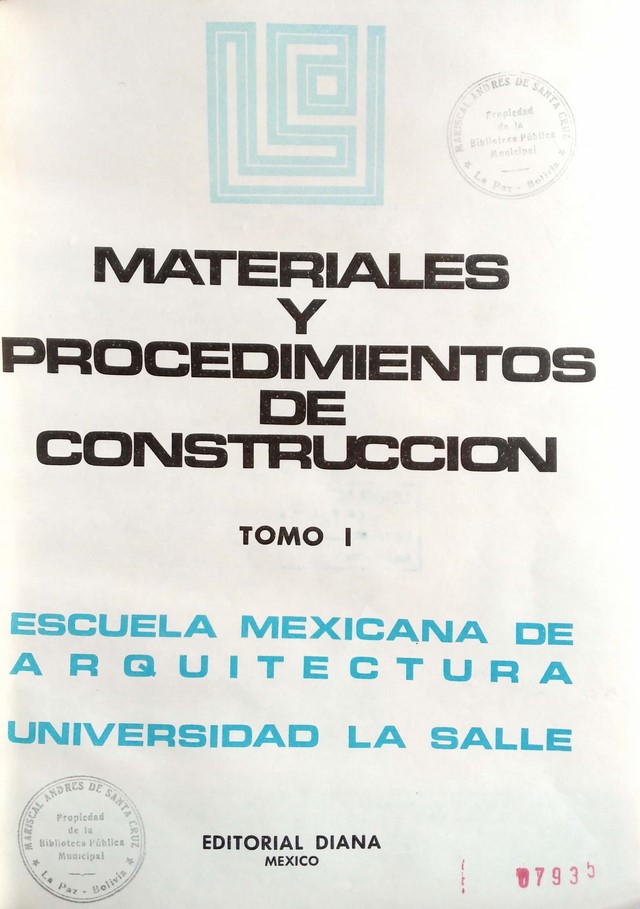 MARISCAL ANDRES DE SANTA CRUZ
Propiedad
de la
Biblioteca Pública
Municipal
La Paz - Bolivia
MATERIALES
Y
PROCEDIMIENTOS
DE
CONSTRUCCION
TOMO I
ESCUELA MEXICANA DE
ARQUITECTURA
UNIVERSIDAD LA SALLE
MARISCAL ANDRES DE SANTA CRUZ
Propiedad
de la
Biblioteca Pública
Municipal
La Paz - Bolivia
EDITORIAL DIANA
MEXICO
07935